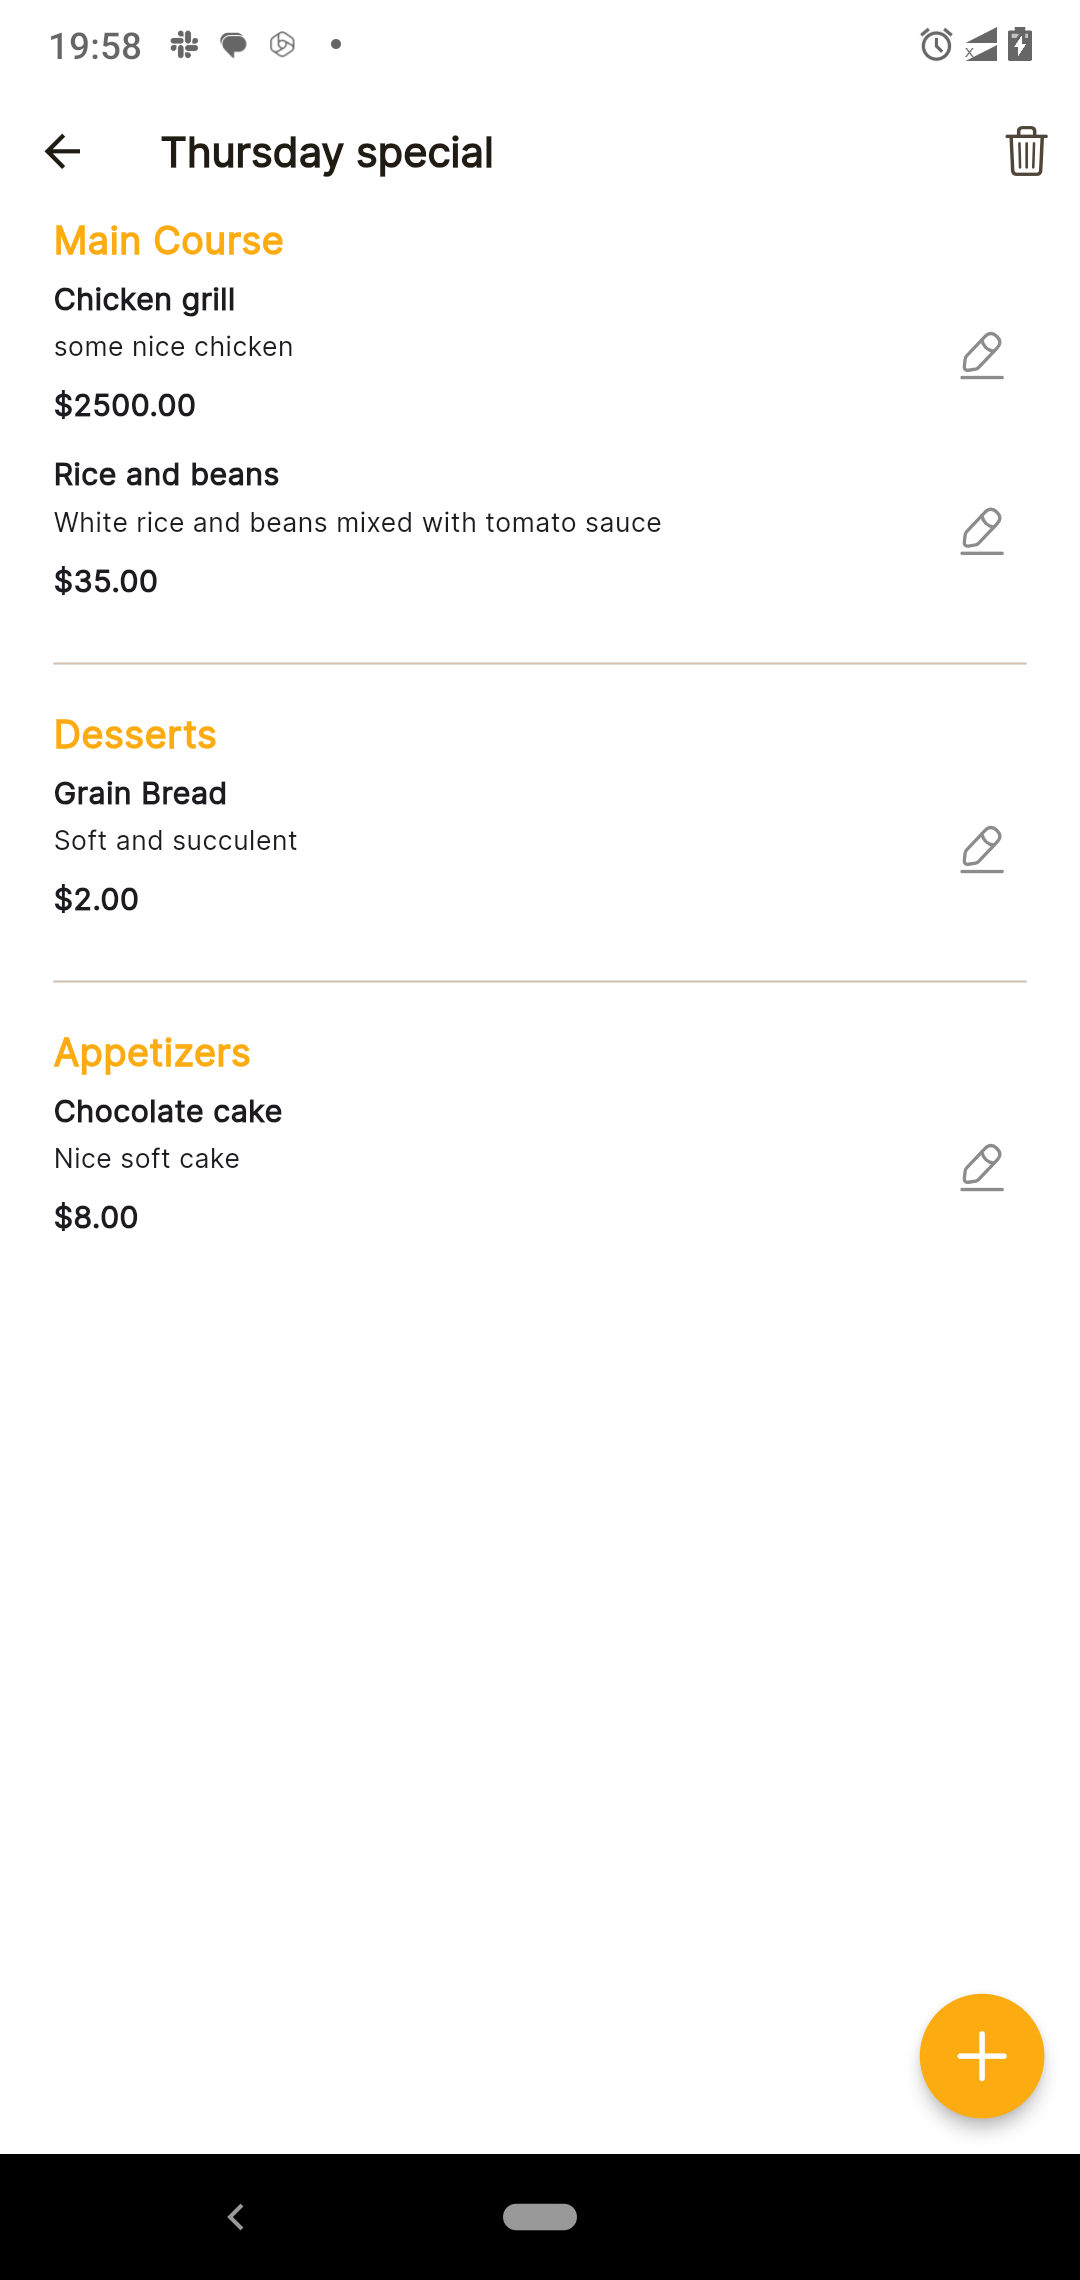 19:58
Thursday special
Main Course
Chicken grill
some nice chicken
$2500.00
Rice and beans
White rice and beans mixed with tomato sauce
$35.00
Desserts
Grain Bread
Soft and succulent
$2.00
Appetizers
Chocolate cake
Nice soft cake
$8.00